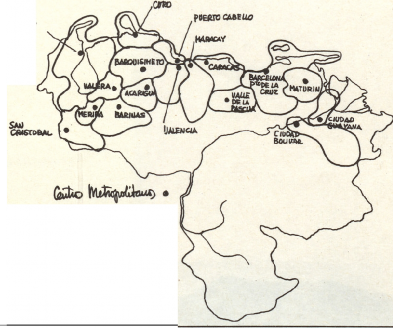 CORO
PUERTO CABELLO
MARACAY
BARQUISIMETO
CARACAS
BARCELONA
P'DE LA
CRUZ
MATURIN
VALERA
ACARIGUA
VALLE
DE LA
PASCUA
MERIDA
BARINAS
VALENCIA
SAN
CRISTOBAL
CIUDAD
GUAYANA
CIUDAD
BOLIVAR
Centro Metropolitano